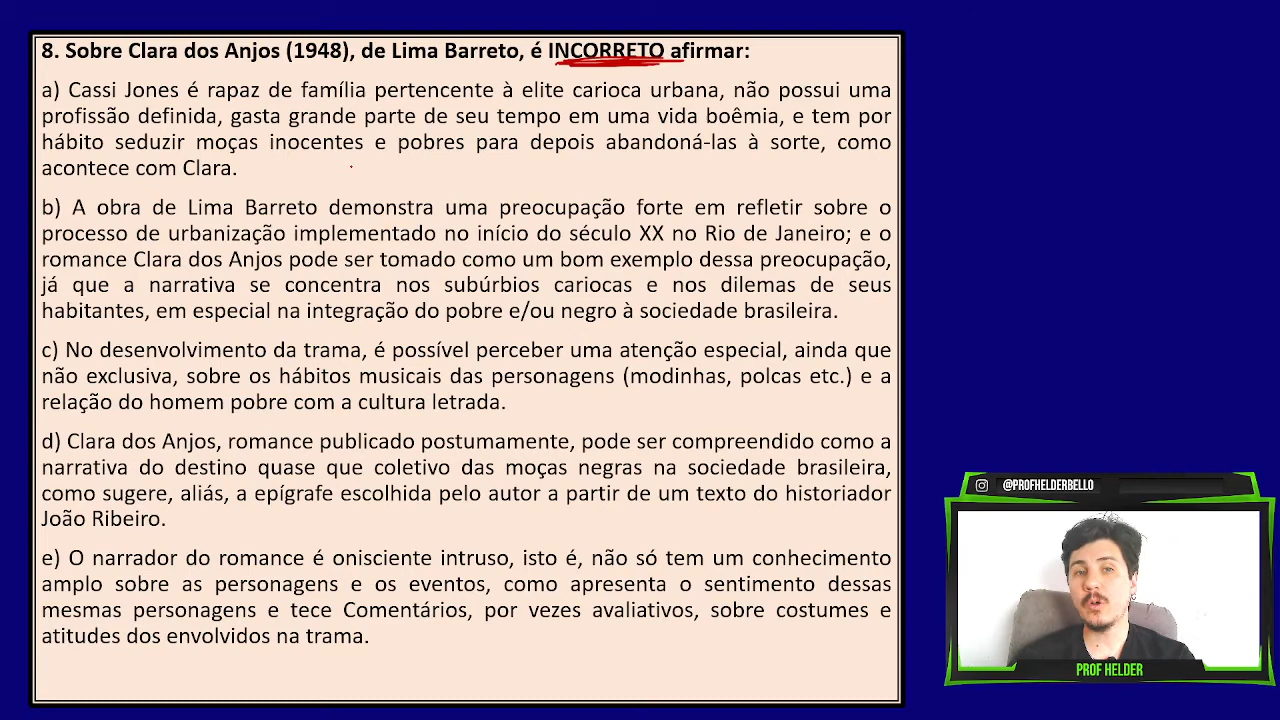 8. Sobre Clara dos Anjos (1948), de Lima Barreto, é INCORRETO afirmar:
a) Cassi Jones é rapaz de família pertencente à elite carioca urbana, não possui uma
profissão definida, gasta grande parte de seu tempo em uma vida boêmia, e tem por
hábito seduzir moças inocentes e pobres para depois abandoná-las à sorte, como
acontece com Clara.
b) A obra de Lima Barreto demonstra uma preocupação forte em refletir sobre o
processo de urbanização implementado no início do século XX no Rio de Janeiro; e o
romance Clara dos Anjos pode ser tomado como um bom exemplo dessa preocupação,
já que a narrativa se concentra nos subúrbios cariocas e nos dilemas de seus
habitantes, em especial na integração do pobre e/ou negro à sociedade brasileira.
c) No desenvolvimento da trama, é possível perceber uma atenção especial, ainda que
não exclusiva, sobre os hábitos musicais das personagens (modinhas, polcas etc.) e a
relação do homem pobre com a cultura letrada.
d) Clara dos Anjos, romance publicado postumamente, pode ser compreendido como a
narrativa do destino quase que coletivo das moças negras na sociedade brasileira,
como sugere, aliás, a epígrafe escolhida pelo autor a partir de um texto do historiador
João Ribeiro.
e) O narrador do romance é onisciente intruso, isto é, não só tem um conhecimento
amplo sobre as personagens e os eventos, como apresenta o sentimento dessas
mesmas personagens e tece Comentários, por vezes avaliativos, sobre costumes e
atitudes dos envolvidos na trama.
@PROFHELDERBELLO
PROF HELDER